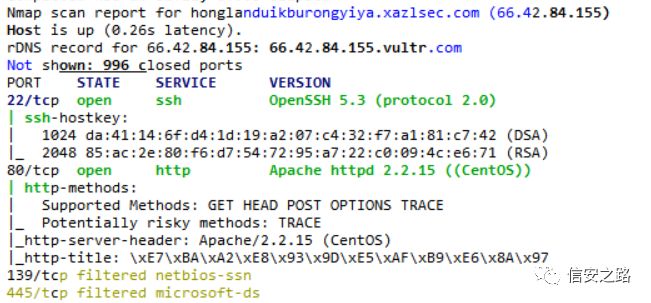 Nmap scan report for honglanduikburongyiya.xazlsec.com (66.42.84.155)
Host is up (0.26s latency).
rDNS record for 66.42.84.155: 66.42.84.155.vultr.com
Not shown: 996 closed ports
PORT STATE SERVICE VERSION
22/tcp open ssh OpenSSH 5.3 (protocol 2.0)
| ssh-hostkey:
| 1024 da:41:14:6f:d4:1d:19:a2:07:c4:32:f7:a1:81:c7:42 (DSA)
|_ 2048 85:ac:2e:80:f6:d7:54:72:95:a7:22:c0:09:4c:e6:71 (RSA)
80/tcp open http Apache httpd 2.2.15 ((CentOS))
| http-methods:
| Supported Methods: GET HEAD POST OPTIONS TRACE
|_ Potentially risky methods: TRACE
|_http-server-header: Apache/2.2.15 (CentOS)
|_http-title: \xE7\xBA\xA2\xE8\x93\x9D\xE5\xAF\xB9\xE6\x8A\x97
139/tcp filtered netbios-ssn
445/tcp filtered microsoft-ds
信安之路